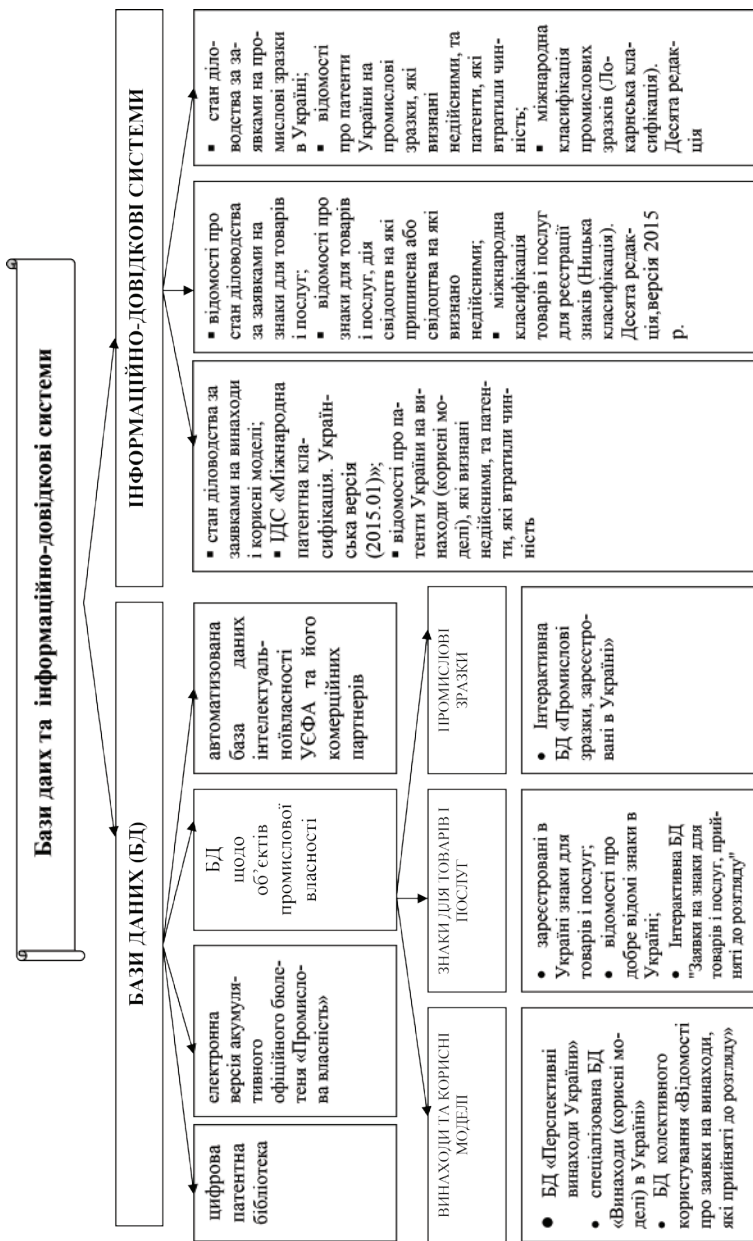 Бази даих та інформаційно-довідкові системи
БАЗИ ДАНИХ (БД)
ІНФОРМАЦІЙНО-ДОВІДКОВІ СИСТЕМИ
цифрова
патентна
бібліотека
електронна
версія акумуля-
тивного
офіційного бюле-
теня «Промисло-
ва власність»
БД
щодо
об’єктів
промислової
власності
автоматизована
база даних
інтелектуаль-
ноївласності
УЄФА та його
комерційних
партнерів
ВИНАХОДИ ТА КОРИСНІ
МОДЕЛІ
ЗНАКИ ДЛЯ ТОВАРІВ І
ПОСЛУГ
ПРОМИСЛОВІ
ЗРАЗКИ
● БД «Перспективні
винаходи України»
● спеціалізована БД
«Винаходи (корисні мо-
делі) в Україні»
● БД колективного
користування «Відомості
про заявки на винаходи,
які прийняті до розгляду»
● зареєстровані в
Україні знаки для
товарів і послуг;
● відомості про
добре відомі знаки в
Україні;
● Інтерактивна БД
"Заявки на знаки для
товарів і послуг, прий-
няті до розгляду"
● Інтерактивна
БД «Промислові
зразки, зареєстро-
вані в Україні»
▪ стан діловодства за
заявками на винаходи
і корисні моделі;
▪ ІДС «Міжнародна
патентна кла-
сифікація. Україн-
ська версія
(2015.01)»;
▪ відомості про па-
тенти України на ви-
находи (корисні мо-
делі), які визнані
недійсними, та патен-
ти, які втратили чин-
ність
▪ відомості про
стан діловодства
за заявками на
знаки для товарів
і послуг;
▪ відомості про
знаки для товарів
і послуг, дія
свідоцтв на які
припинена або
свідоцтва на які
визнано
недійсними;
▪ міжнародна
класифікація
товарів і послуг
для реєстрації
знаків (Ницька
класифікація).
Десята редак-
ція,версія 2015
р.
▪ стан діло-
водства за за-
явками на про-
мислові зразки
в Україні;
▪ відомості
про патенти
України на
промислові
зразки, які
визнані
недійсними, та
патенти, які
втратили чин-
ність;
▪ міжнародна
класифікація
промислових
зразків (Ло-
карнська кла-
сифікація).
Десята редак-
ція